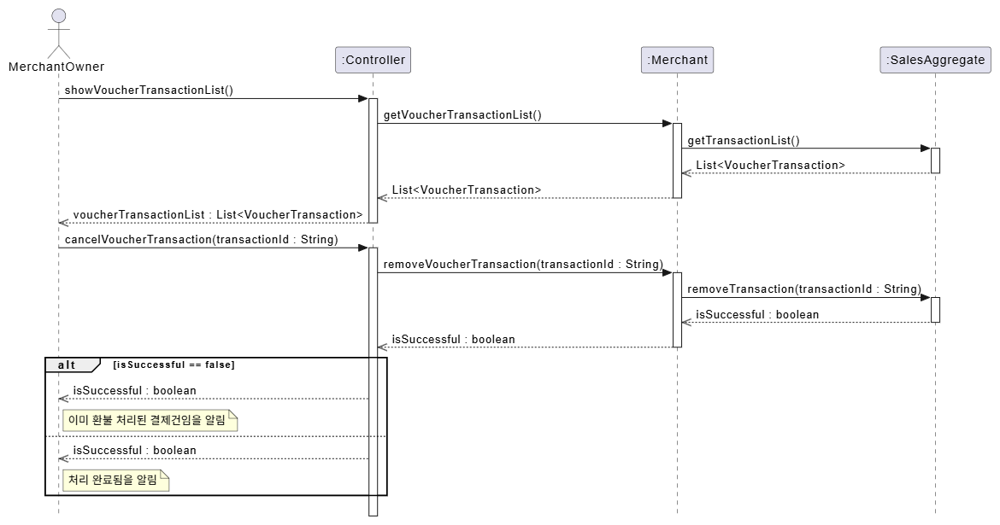 MerchantOwner
:Controller
:Merchant
:SalesAggregate
showVoucherTransactionList()
getVoucherTransactionList()
getTransactionList()
List<VoucherTransaction>
List<VoucherTransaction>
voucherTransactionList : List<VoucherTransaction>
cancelVoucherTransaction(transactionId : String)
removeVoucherTransaction(transactionId : String)
removeTransaction(transactionId : String)
isSuccessful : boolean
isSuccessful : boolean
alt [isSuccessful == false]
isSuccessful : boolean
이미 환불 처리된 결제건임을 알림
isSuccessful : boolean
처리 완료됨을 알림